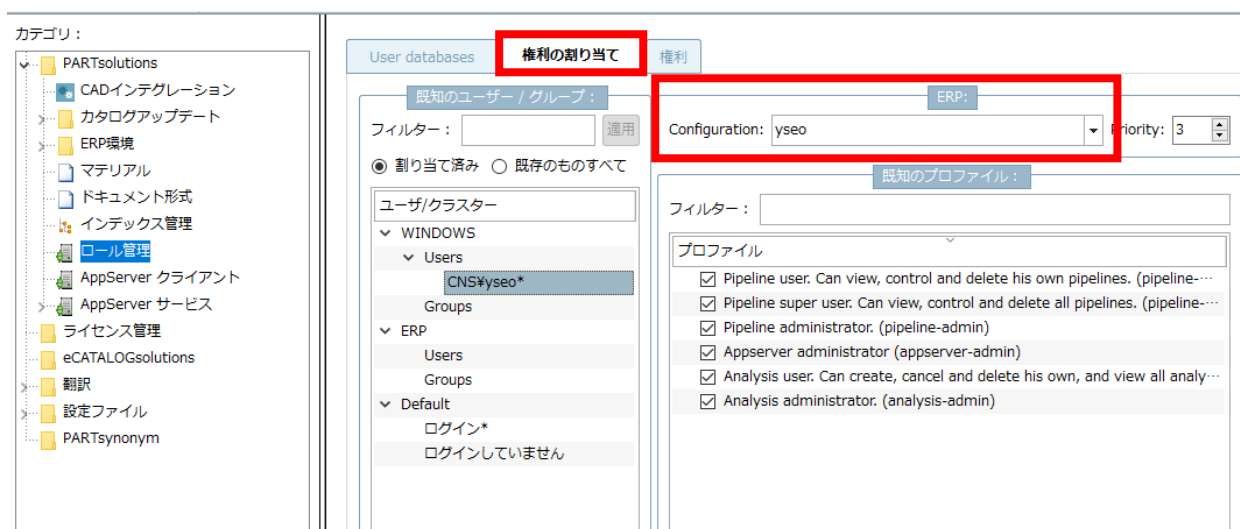 カテゴリ：
PARTsolutions
CADインテグレーション
カタログアップデート
ERP環境
マテリアル
ドキュメント形式
インデックス管理
ロール管理
AppServer クライアント
AppServer サービス
ライセンス管理
eCATALOGsolutions
翻訳
設定ファイル
PARTsynonym
User databases
権利の割り当て
権利
既知のユーザー / グループ：
フィルター：
適用
割り当て済み
既存のものすべて
ユーザ/クラスター
WINDOWS
Users
CNS¥yseo*
Groups
ERP
Users
Groups
Default
ログイン*
ログインしていません
ERP:
Configuration: yseo
Priority: 3
既知のプロファイル：
フィルター：
プロファイル
Pipeline user. Can view, control and delete his own pipelines. (pipeline-…
Pipeline super user. Can view, control and delete all pipelines. (pipeline-…
Pipeline administrator. (pipeline-admin)
Appserver administrator (appserver-admin)
Analysis user. Can create, cancel and delete his own, and view all analy…
Analysis administrator. (analysis-admin)